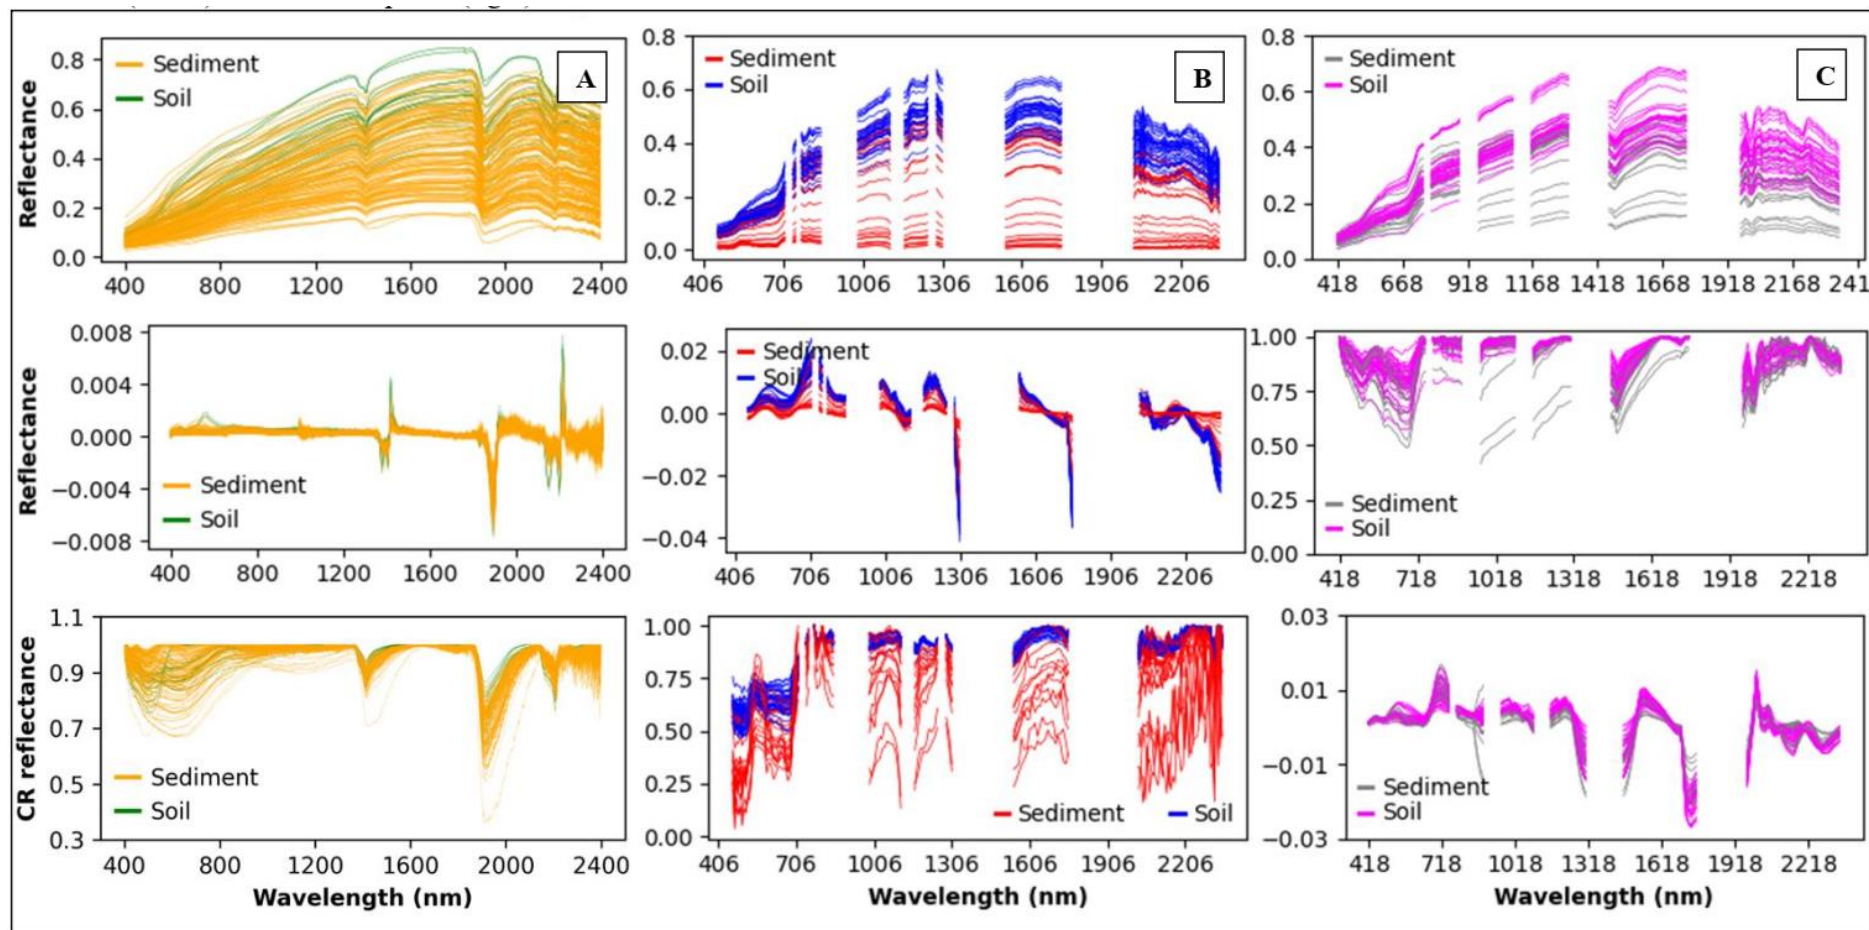 A
B
C
Reflectance
0.8
0.6
0.4
0.2
0.0
Sediment
Soil
400 800 1200 1600 2000 2400
0.8
0.6
0.4
0.2
0.0
Sediment
Soil
406 706 1006 1306 1606 1906 2206
0.8
0.6
0.4
0.2
0.0
Sediment
Soil
418 668 918 1168 1418 1668 1918 2168 241
Reflectance
0.008
0.004
0.000
−0.004
−0.008
Sediment
Soil
400 800 1200 1600 2000 2400
0.02
0.00
−0.02
−0.04
Sediment
Soil
406 706 1006 1306 1606 1906 2206
1.00
0.75
0.50
0.25
0.00
Sediment
Soil
418 718 1018 1318 1618 1918 2218
CR reflectance
1.1
0.9
0.7
0.5
0.3
Sediment
Soil
400 800 1200 1600 2000 2400
Wavelength (nm)
1.00
0.75
0.50
0.25
0.00
Sediment Soil
406 706 1006 1306 1606 1906 2206
Wavelength (nm)
0.03
0.01
−0.01
−0.03
Sediment
Soil
418 718 1018 1318 1618 1918 2218
Wavelength (nm)